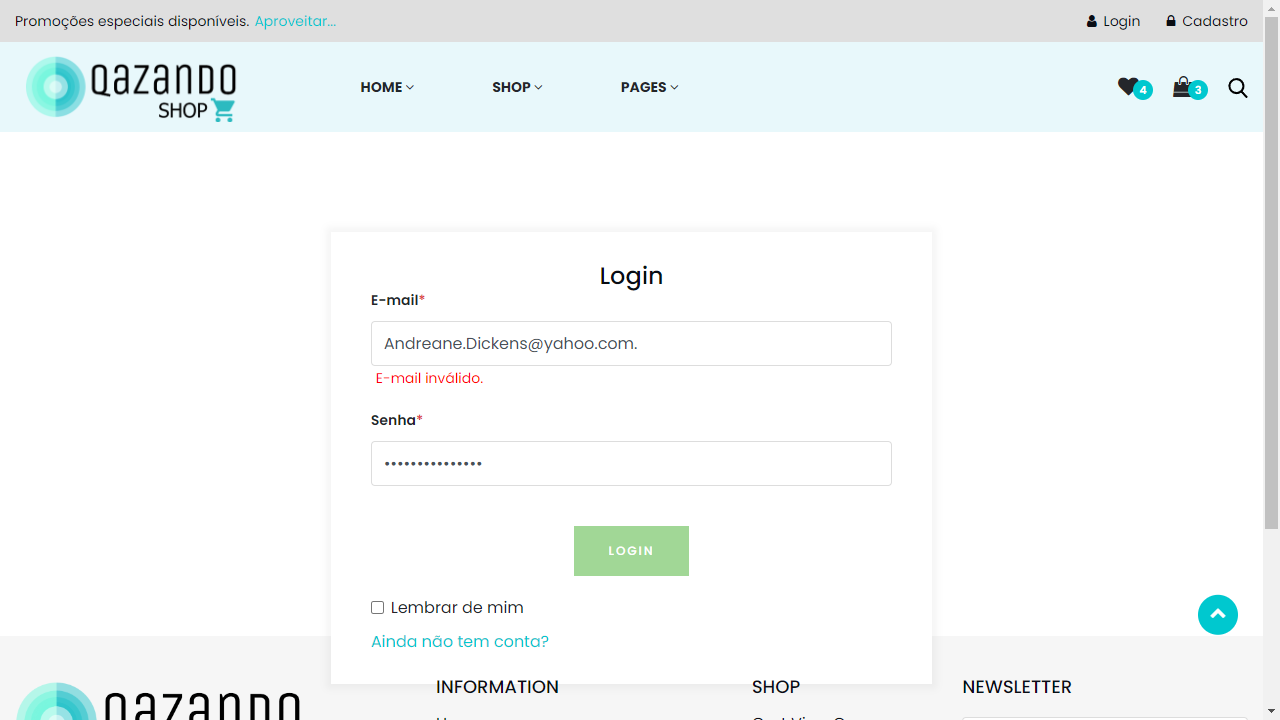 Promoções especiais disponíveis. Aproveitar...
Login
Cadastro
QAZANDO
SHOP
HOME
SHOP
PAGES
4
3
Login
E-mail*
Andreane.Dickens@yahoo.com.
E-mail inválido.
Senha*
•••••••••••••••
LOGIN
Lembrar de mim
Ainda não tem conta?
QAZANDO
INFORMATION
SHOP
NEWSLETTER